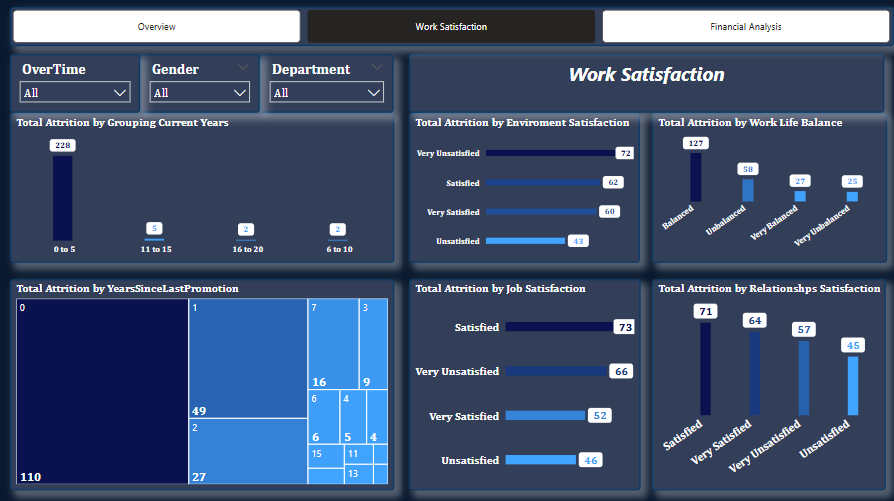 Overview
Work Satisfaction
Financial Analysis
OverTime
All
Gender
All
Department
All
Work Satisfaction
Total Attrition by Grouping Current Years
228
5
2
2
0 to 5
11 to 15
16 to 20
6 to 10
Total Attrition by Enviroment Satisfaction
Very Unsatisfied 72
Satisfied 62
Very Satisfied 60
Unsatisfied 43
Total Attrition by Work Life Balance
127
58
27
25
Balanced
Unbalanced
Very Balanced
Very Unbalanced
Total Attrition by YearsSinceLastPromotion
0
110
1
49
2
27
7
16
3
9
6
6
4
5
4
15
11
13
Total Attrition by Job Satisfaction
Satisfied 73
Very Unsatisfied 66
Very Satisfied 52
Unsatisfied 46
Total Attrition by Relationshps Satisfaction
71
64
57
45
Satisfied
Very Satisfied
Very Unsatisfied
Unsatisfied